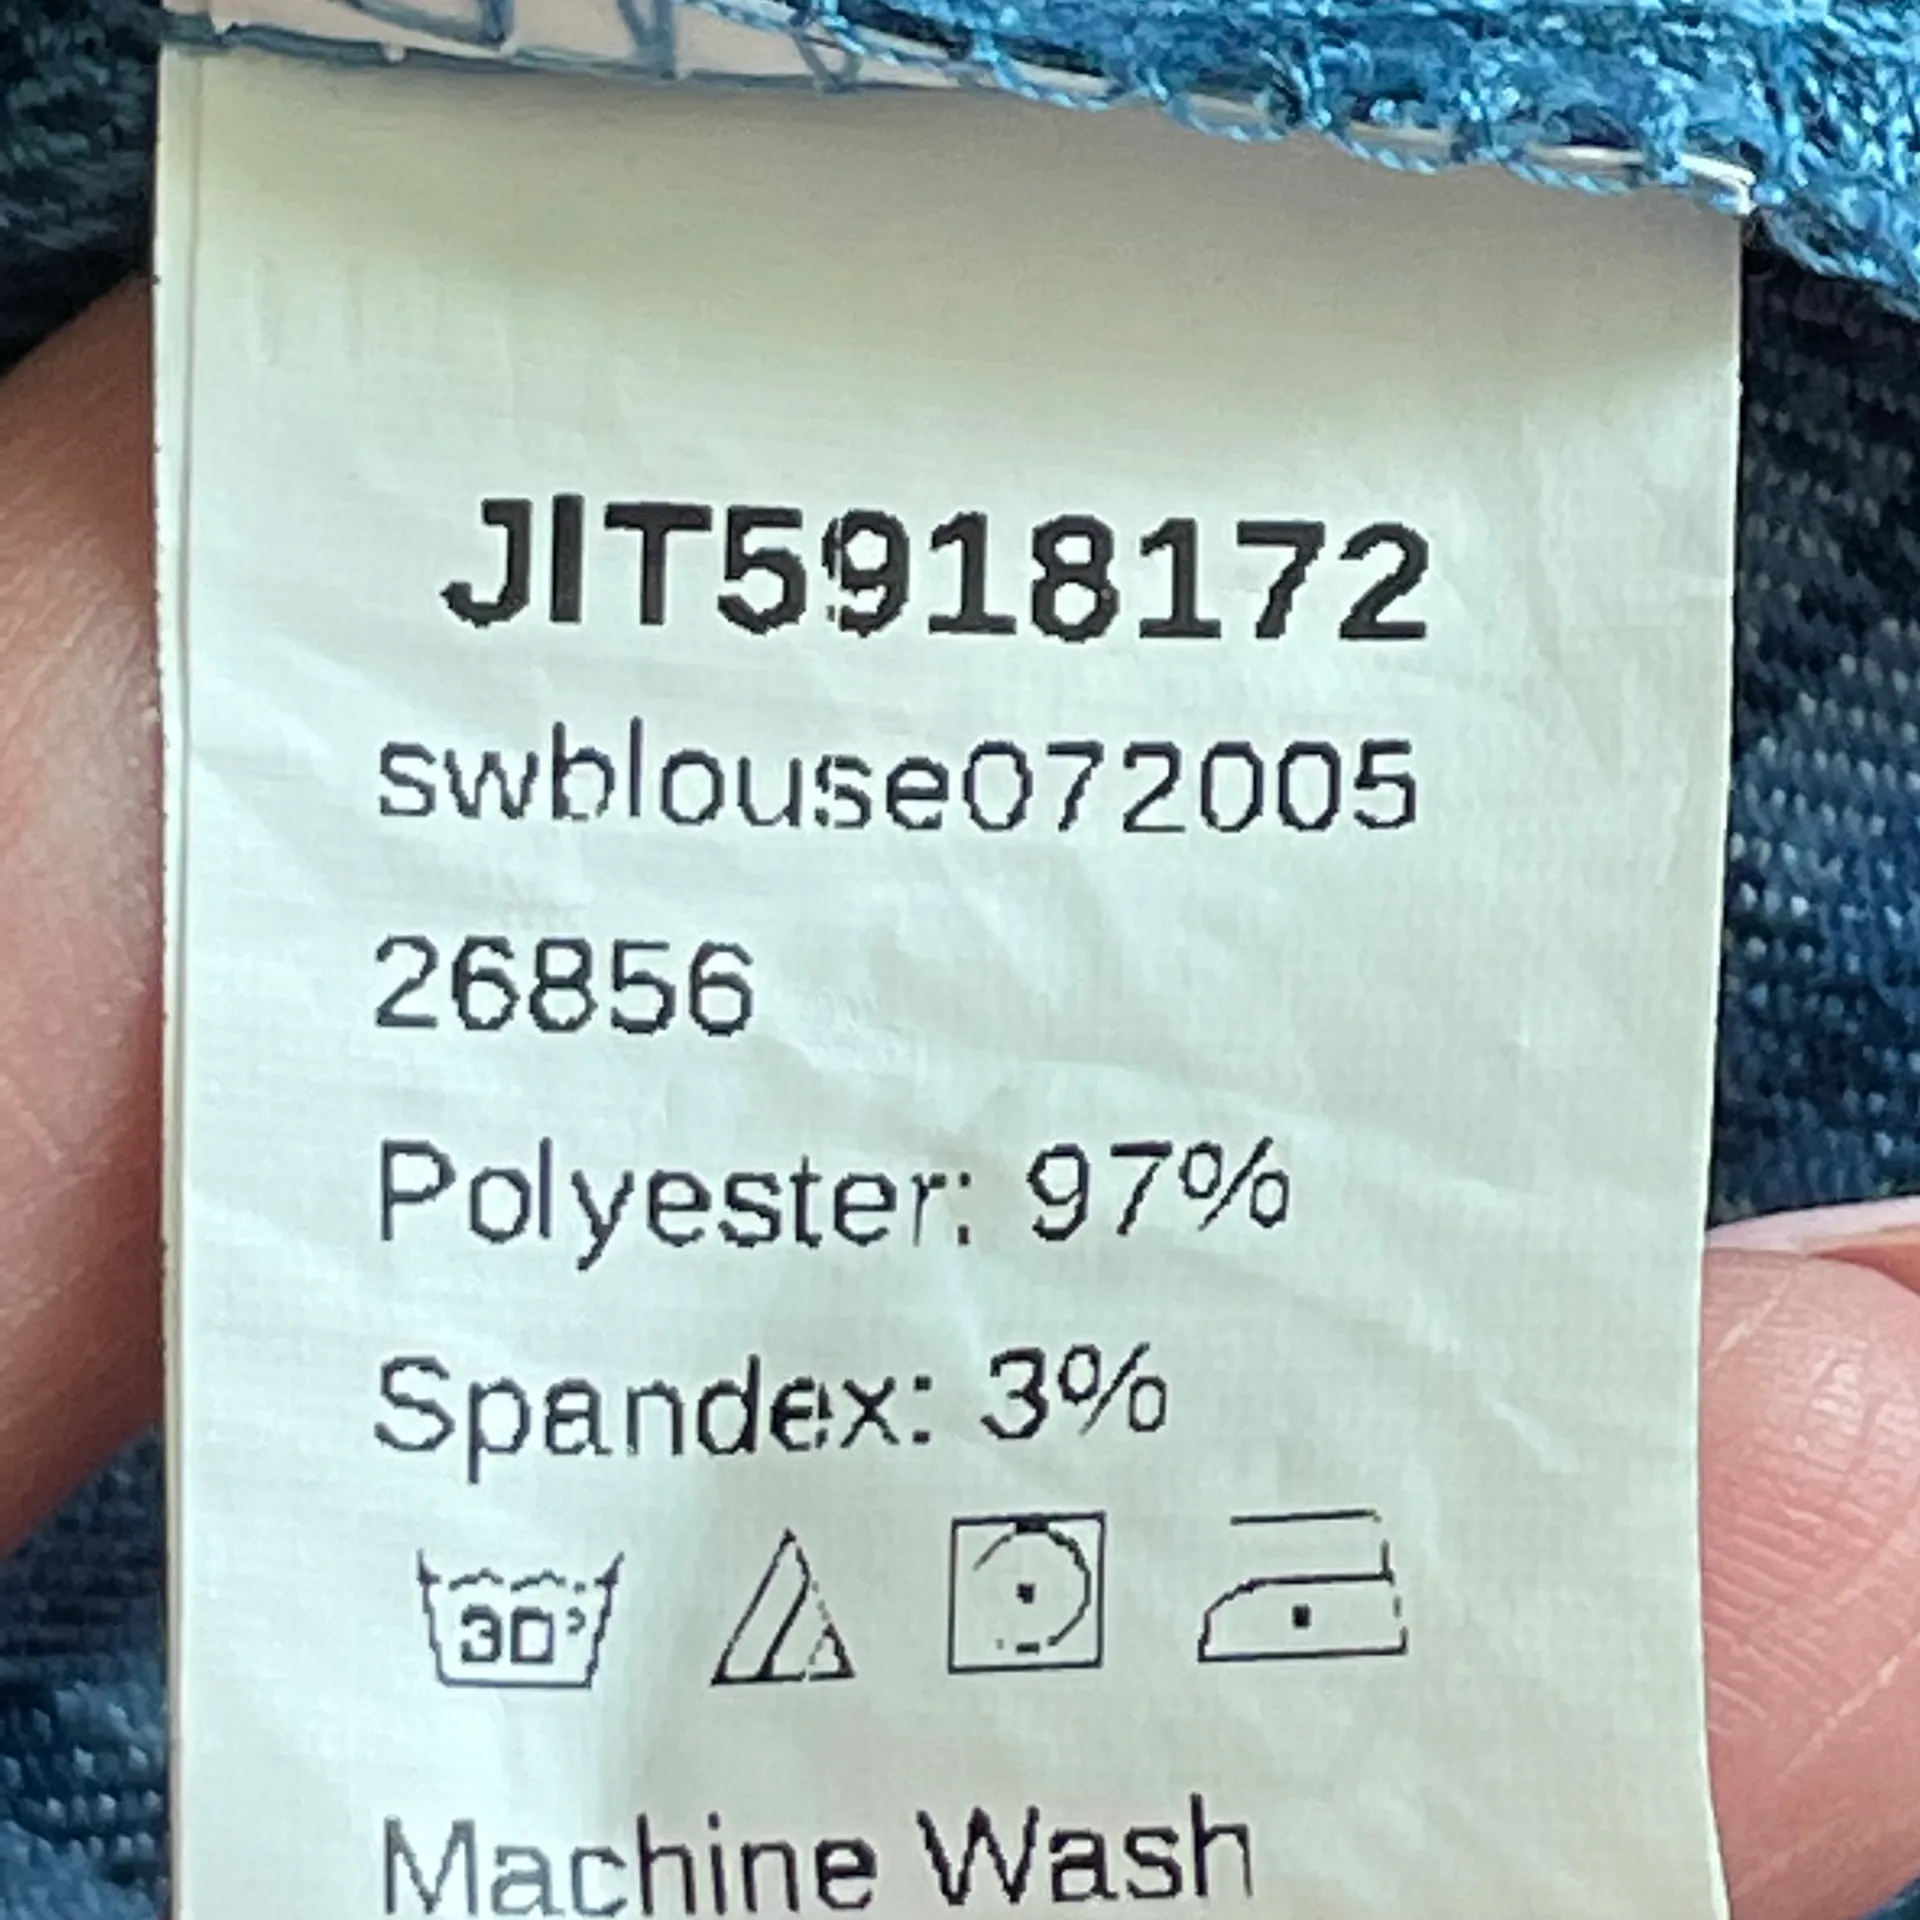 JIT5918172
swblouse072005
26856
Polyester: 97%
Spandex: 3%
30°
Machine Wash